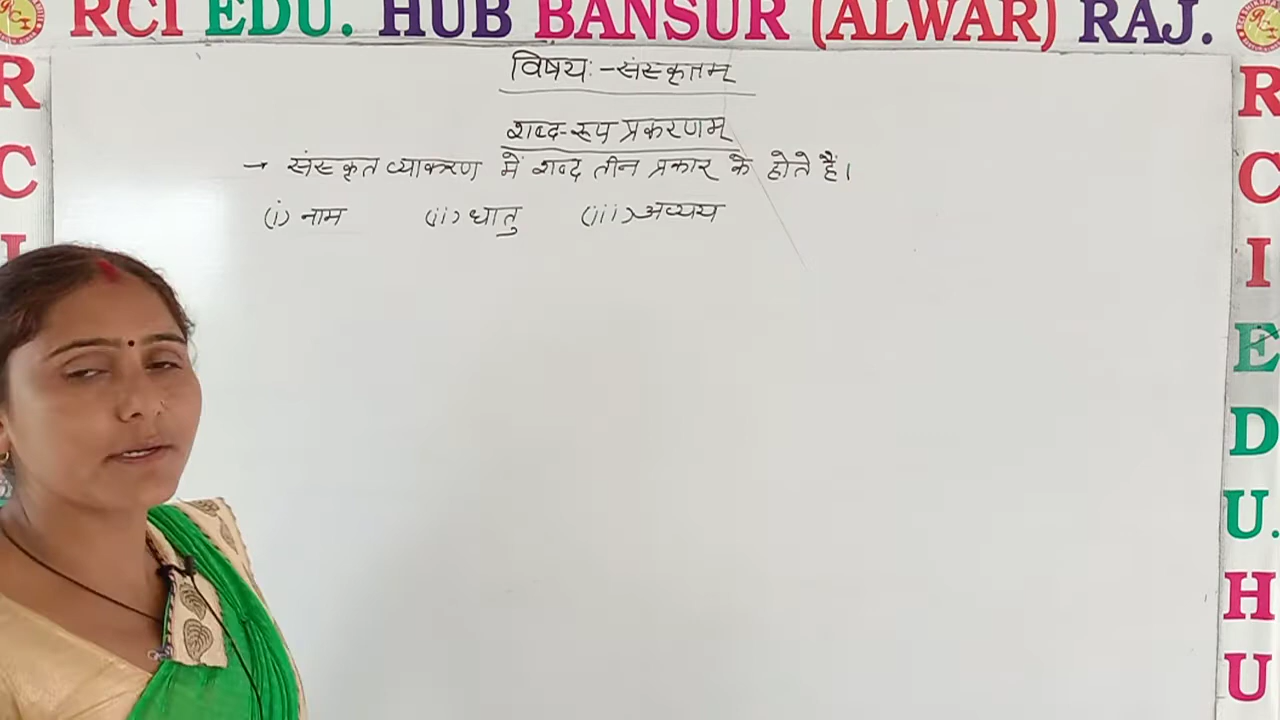 RCI EDU. HUB BANSUR (ALWAR) RAJ.
विषयः - संस्कृतम्
शब्द-रूप प्रकरणम्
→ संस्कृत व्याकरण में शब्द तीन प्रकार के होते हैं।
(i) नाम (ii) धातु (iii) अव्यय
R
C
I
R
C
I
E
D
U.
H
U